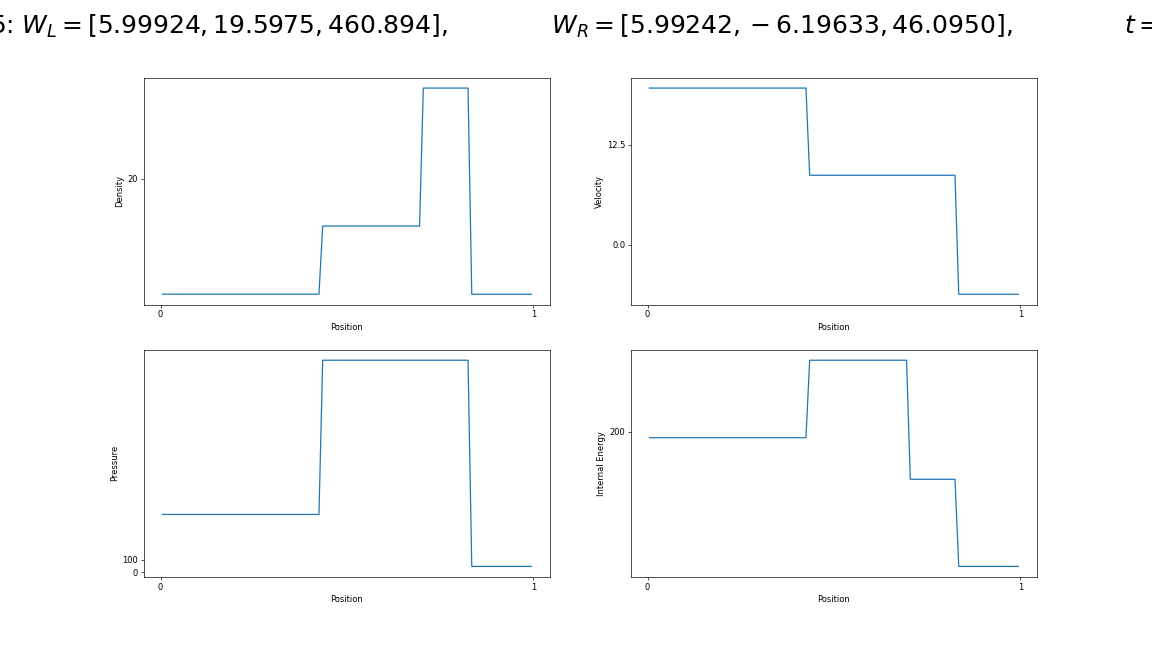 5: W_L = [5.99924, 19.5975, 460.894], W_R = [5.99242, − 6.19633, 46.0950], t =
20
Density
0 1
Position
12.5
0.0
Velocity
0 1
Position
100
0
Pressure
0 1
Position
200
Internal Energy
0 1
Position